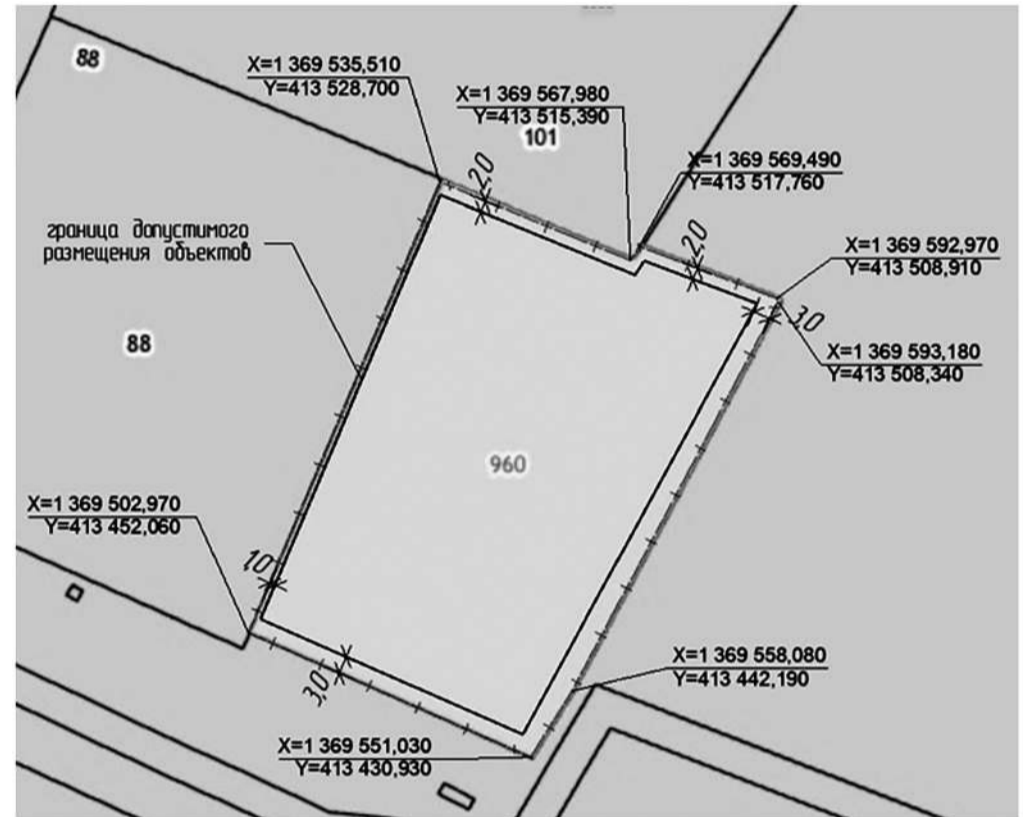 88
X=1 369 535,510
Y=413 528,700
X=1 369 567,980
Y=413 515,390
101
X=1 369 569,490
Y=413 517,760
2,0
2,0
граница допустимого
размещения объектов
X=1 369 592,970
Y=413 508,910
3,0
88
X=1 369 593,180
Y=413 508,340
960
X=1 369 502,970
Y=413 452,060
1,0
X=1 369 558,080
Y=413 442,190
3,0
X=1 369 551,030
Y=413 430,930